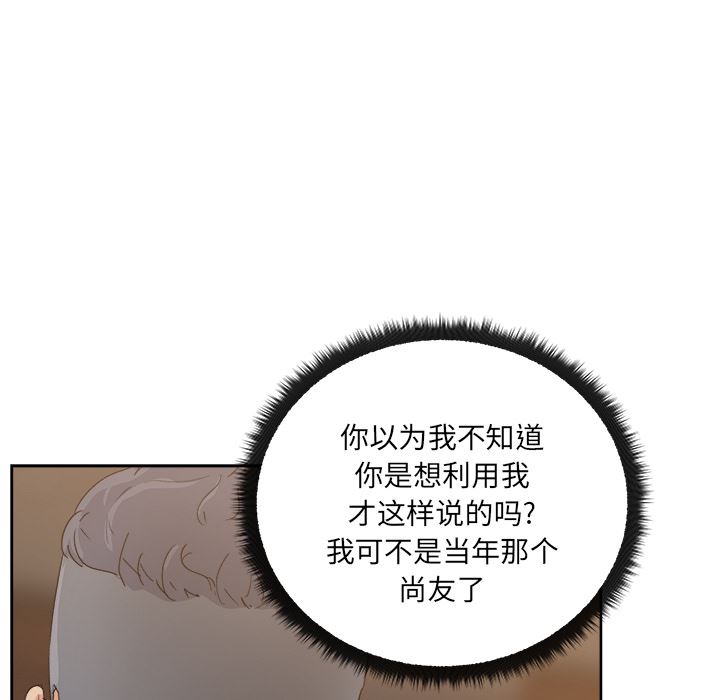 你以为我不知道
你是想利用我
才这样说的吗?
我可不是当年那个
尚友了